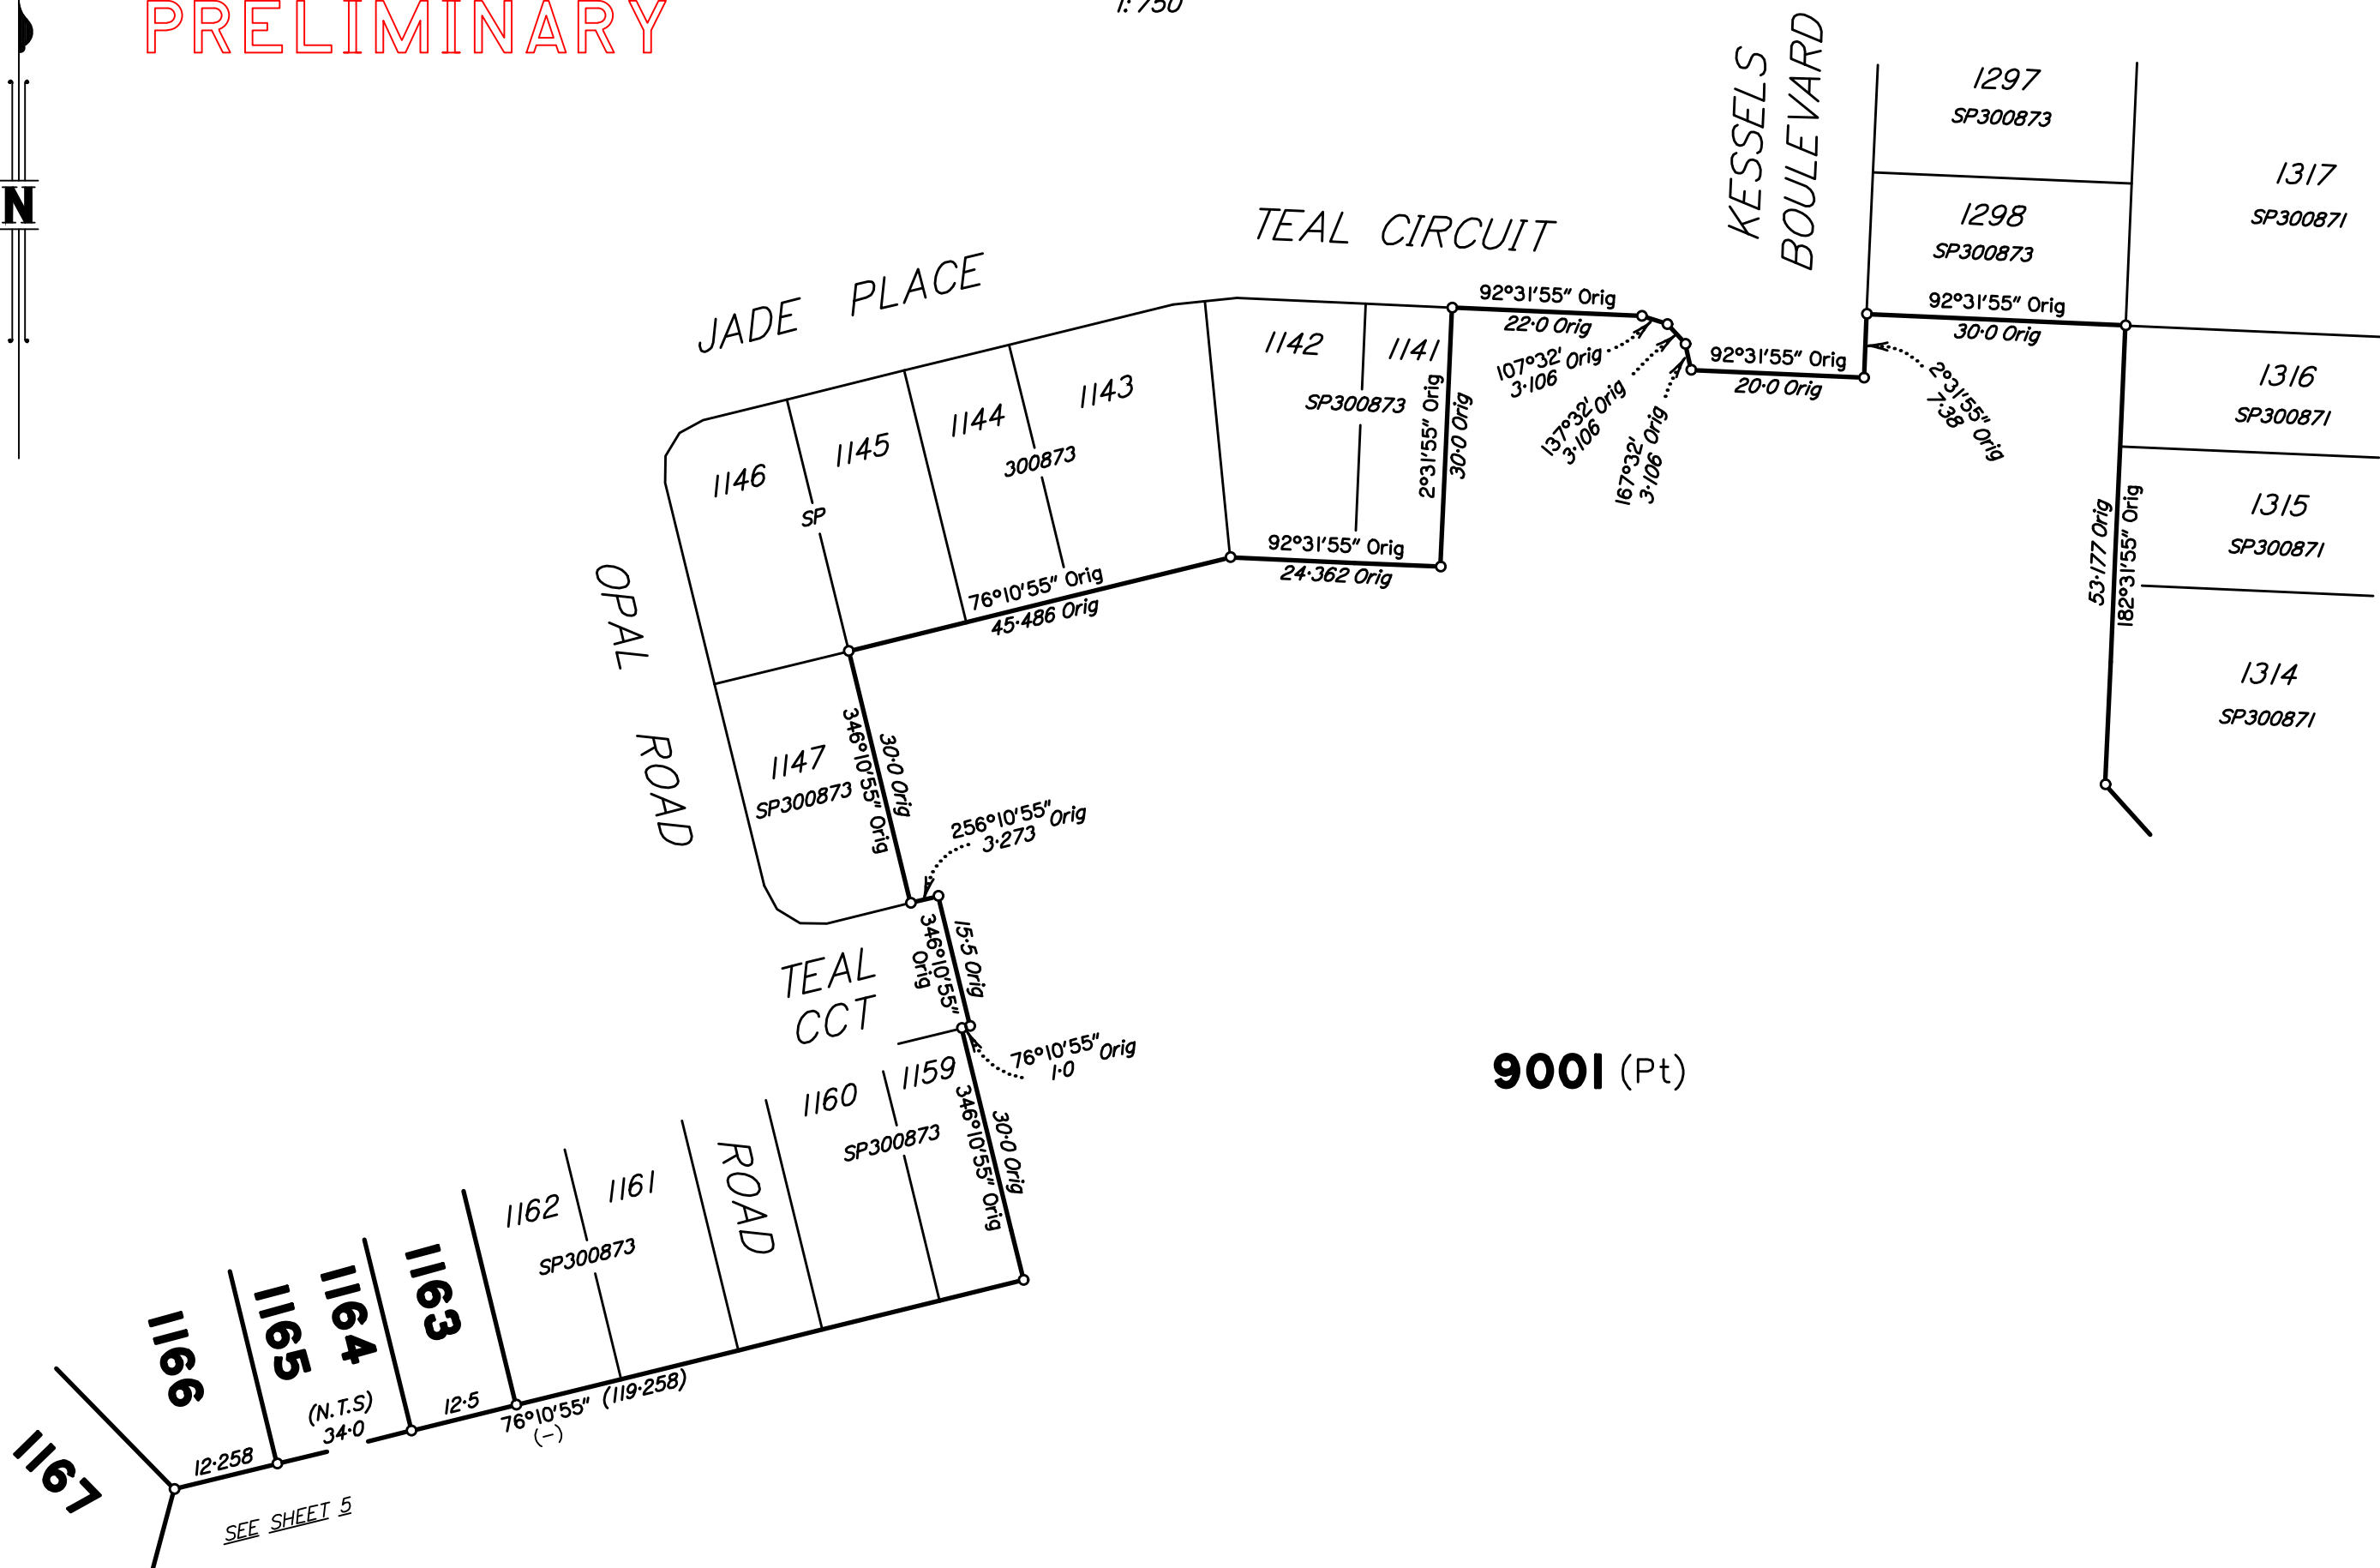 PRELIMINARY
1:750
N
KESSELS
BOULEVARD
1297
SP300873
1317
SP300871
1298
SP300873
TEAL CIRCUIT
JADE PLACE
92°31'55" Orig
22·0 Orig
107°32' Orig
3·106
137°32' Orig
3·106
167°32' Orig
3·106
92°31'55" Orig
20·0 Orig
2°31'55" Orig
7·38
92°31'55" Orig
30·0 Orig
1316
SP300871
1315
SP300871
1314
SP300871
53·177 Orig
182°31'55" Orig
1142
1141
SP300873
2°31'55" Orig
30·0 Orig
92°31'55" Orig
24·362 Orig
1143
1144
300873
1145
1146
SP
76°10'55" Orig
45·486 Orig
OPAL
ROAD
1147
SP300873
30·0 Orig
346°10'55" Orig
256°10'55" Orig
3·273
15·5 Orig
346°10'55"
Orig
TEAL
CCT
76°10'55" Orig
1·0
9001 (Pt)
1159
1160
SP300873
30·0 Orig
346°10'55" Orig
ROAD
1161
1162
SP300873
1163
1164
1165
1166
1167
(N.T.S)
34·0
12·5
12·258
76°10'55" (119·258)
(–)
SEE SHEET 5